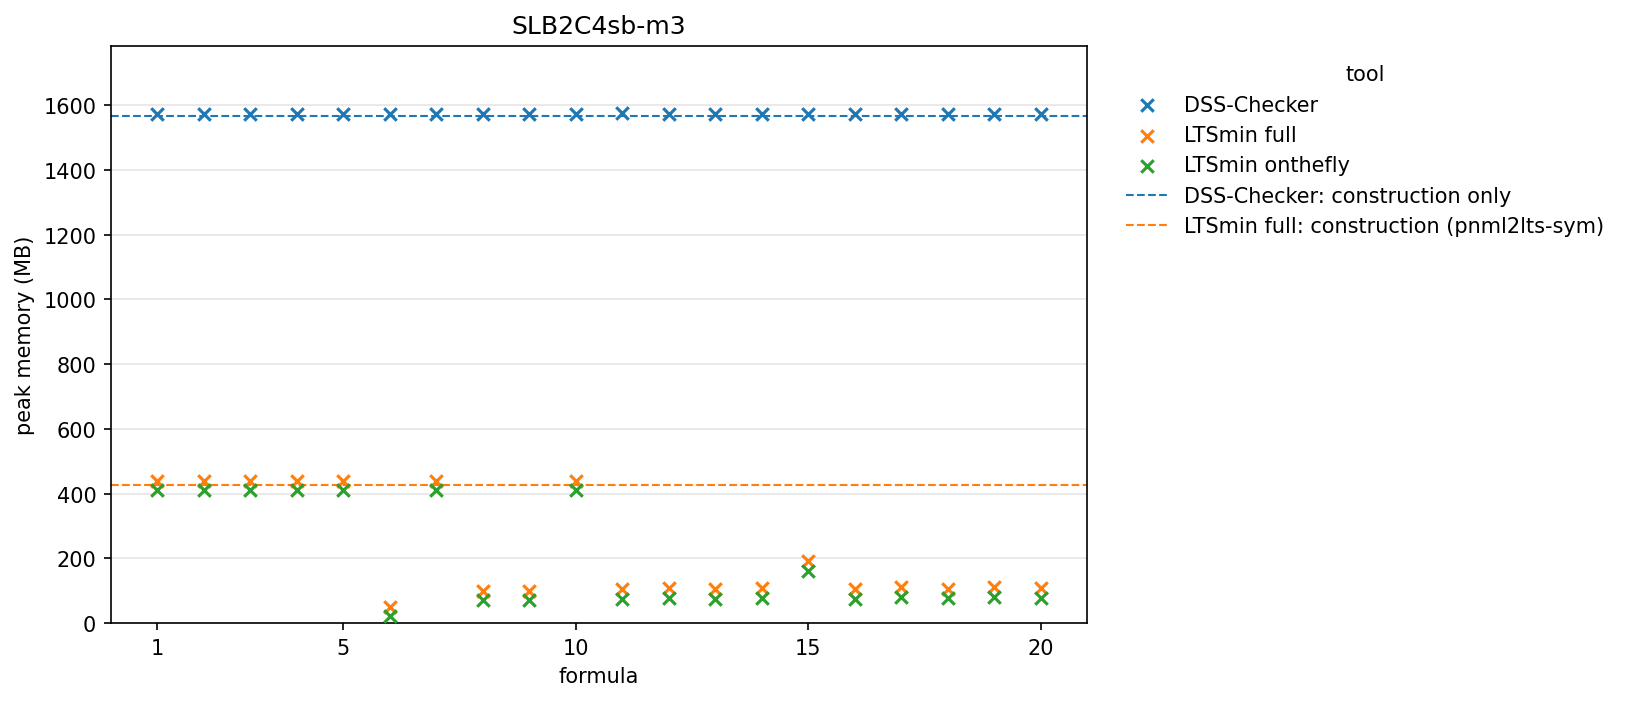 SLB2C4sb-m3
peak memory (MB)
1600
1400
1200
1000
800
600
400
200
0
1
5
10
15
20
formula
tool
DSS-Checker
LTSmin full
LTSmin onthefly
DSS-Checker: construction only
LTSmin full: construction (pnml2lts-sym)